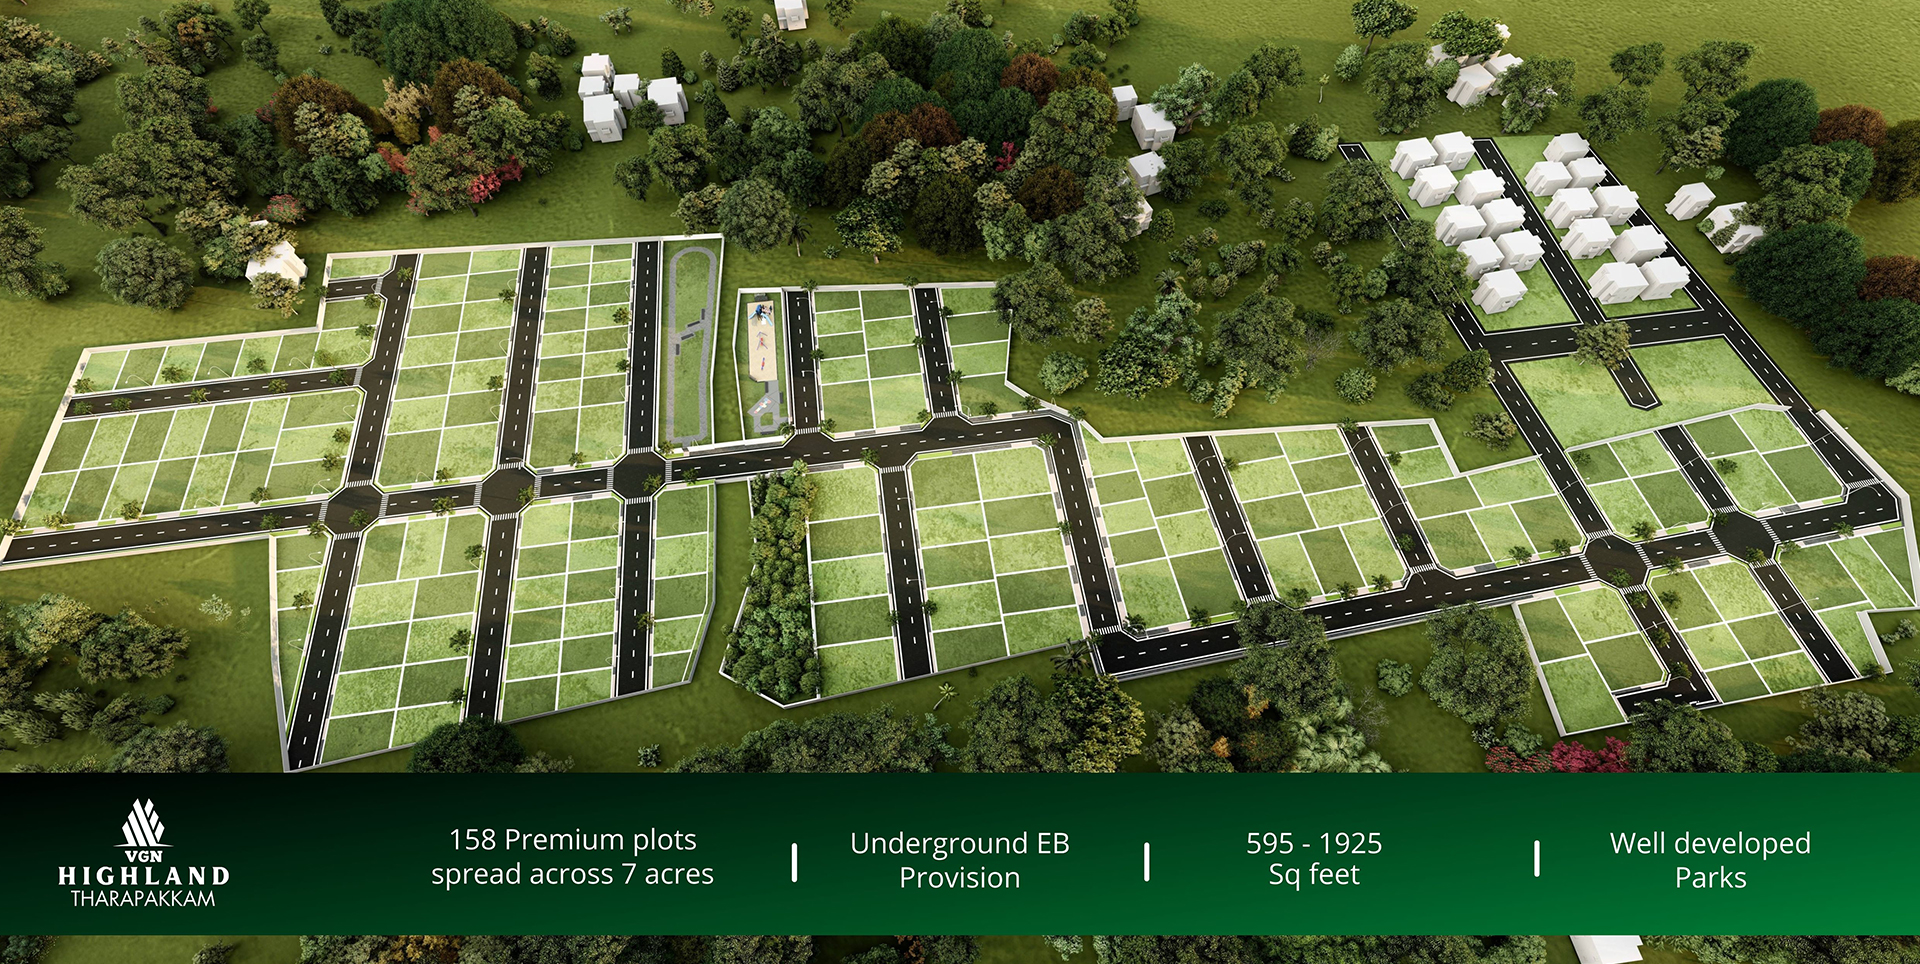 VGN
HIGHLAND
THARAPAKKAM
158 Premium plots
spread across 7 acres
Underground EB
Provision
595 - 1925
Sq feet
Well developed
Parks